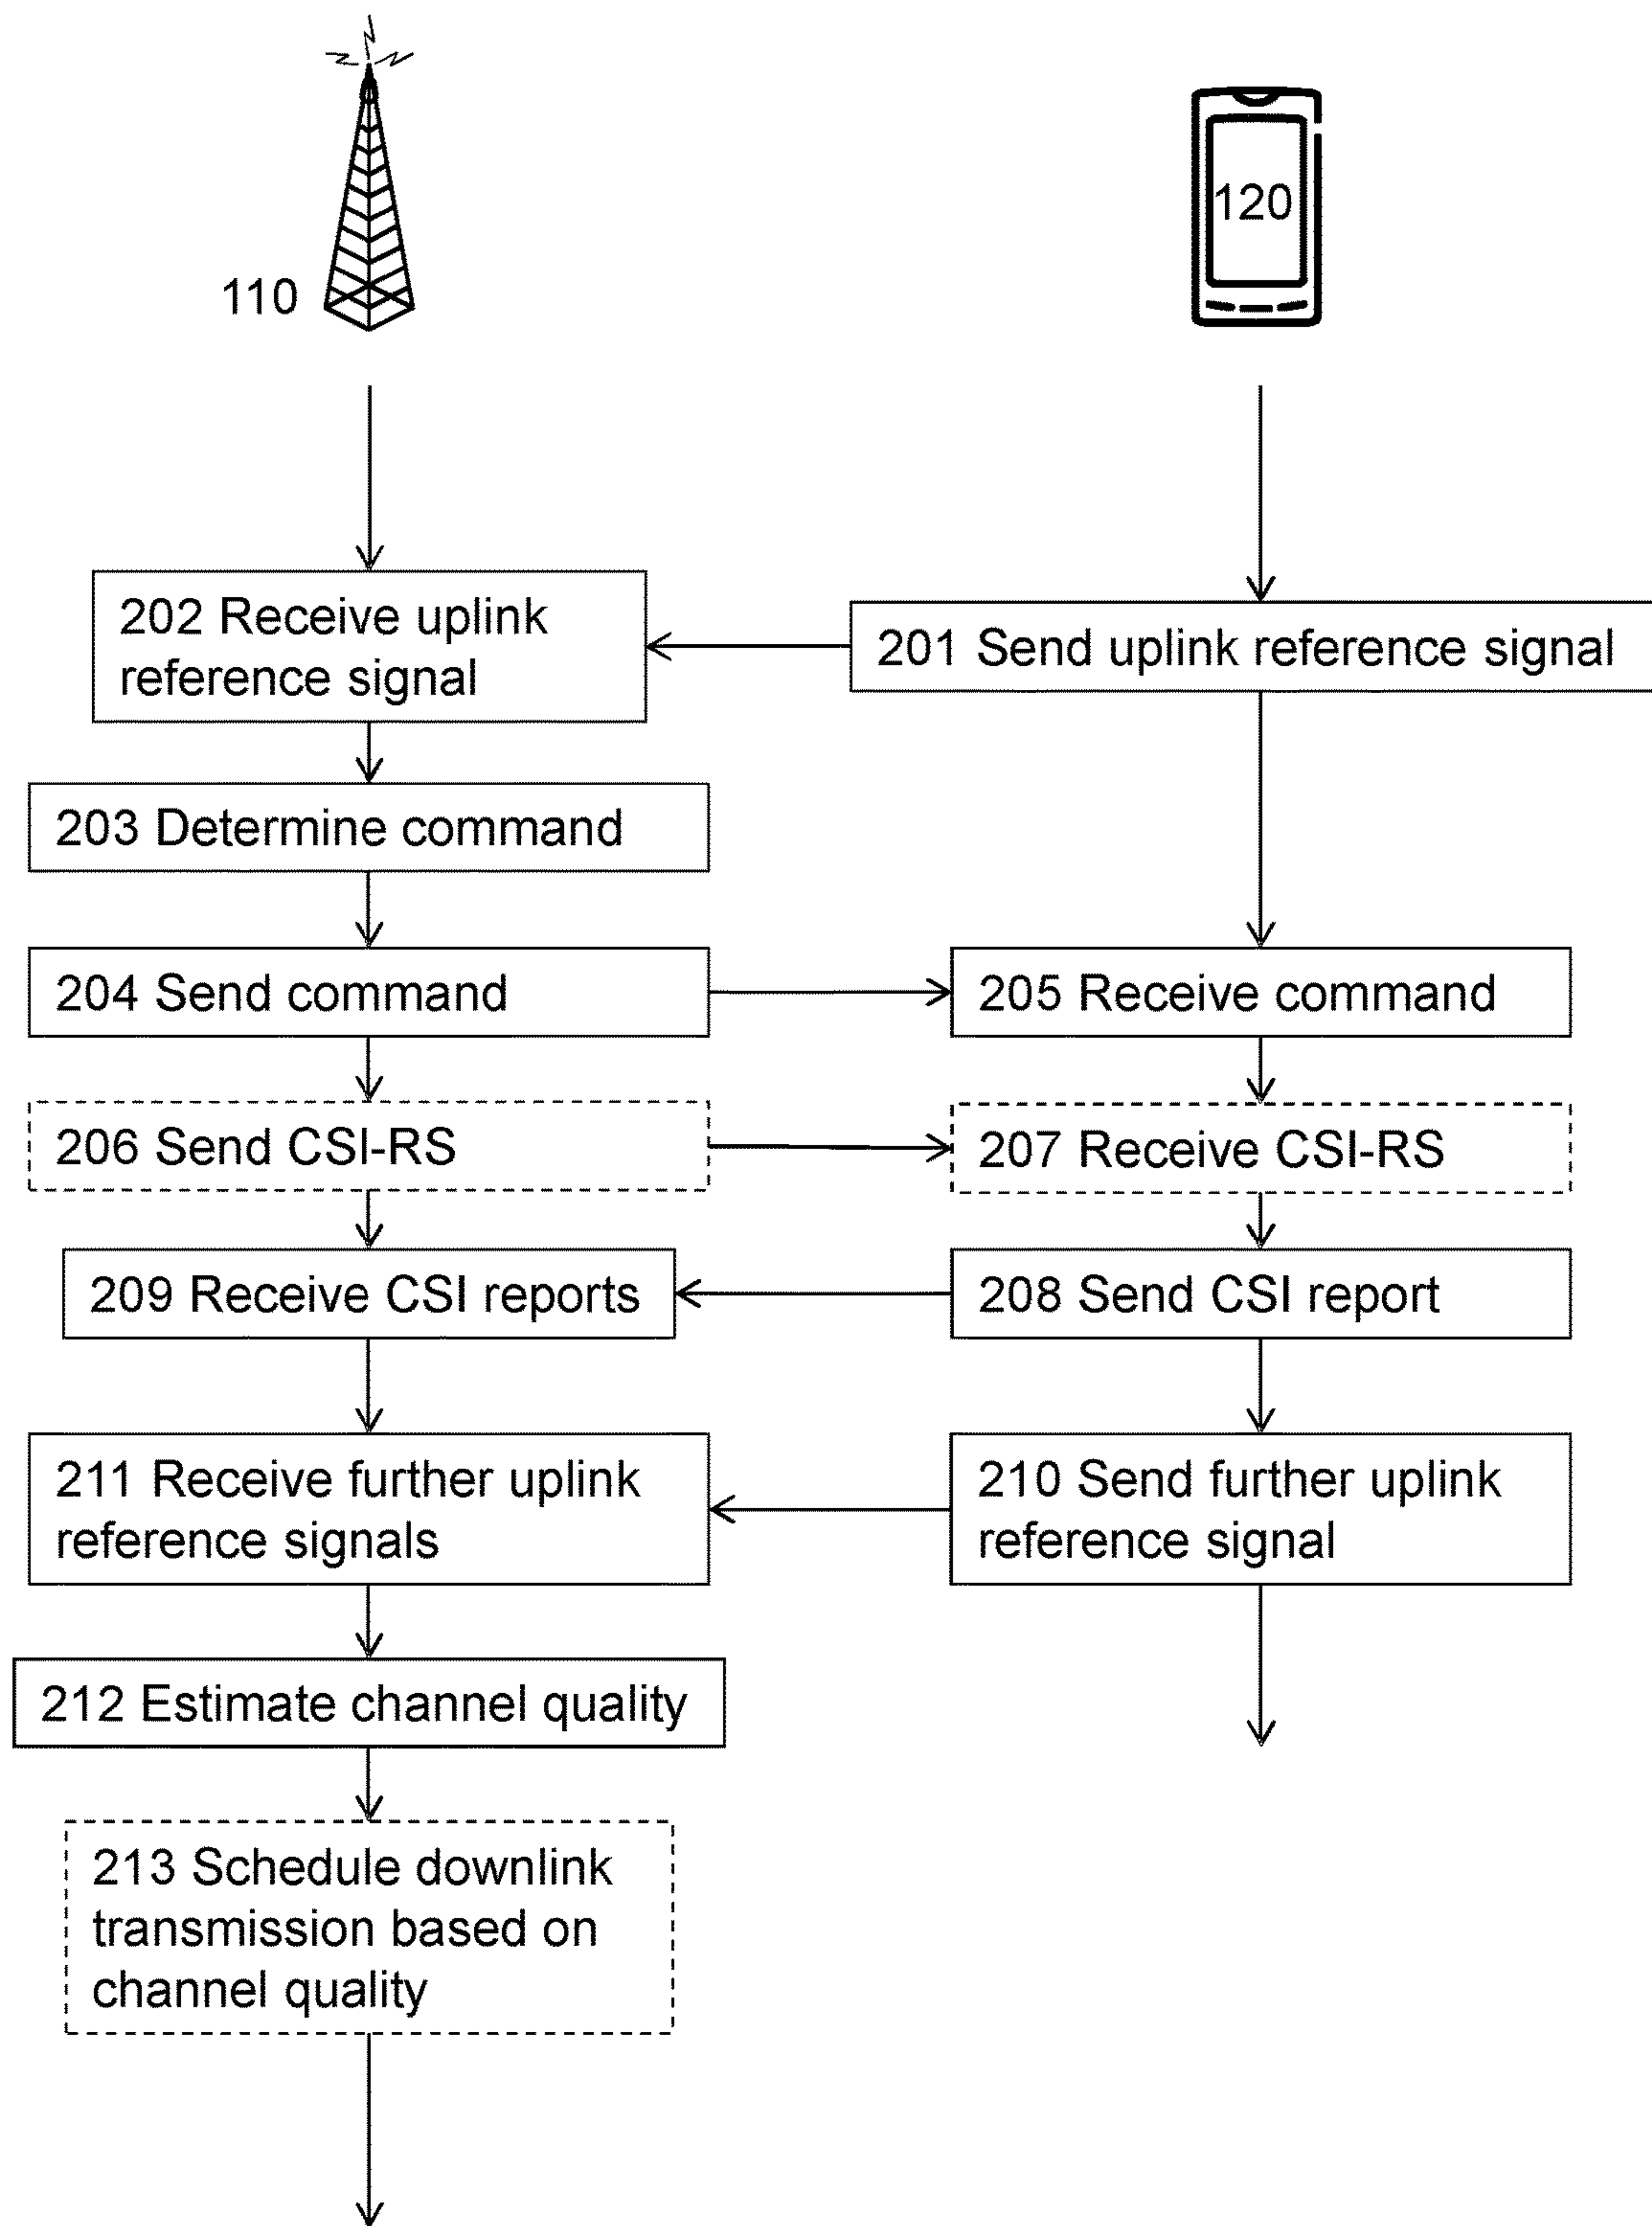 110
120
202 Receive uplink
reference signal
201 Send uplink reference signal
203 Determine command
204 Send command
205 Receive command
206 Send CSI-RS
207 Receive CSI-RS
209 Receive CSI reports
208 Send CSI report
211 Receive further uplink
reference signals
210 Send further uplink
reference signal
212 Estimate channel quality
213 Schedule downlink
transmission based on
channel quality